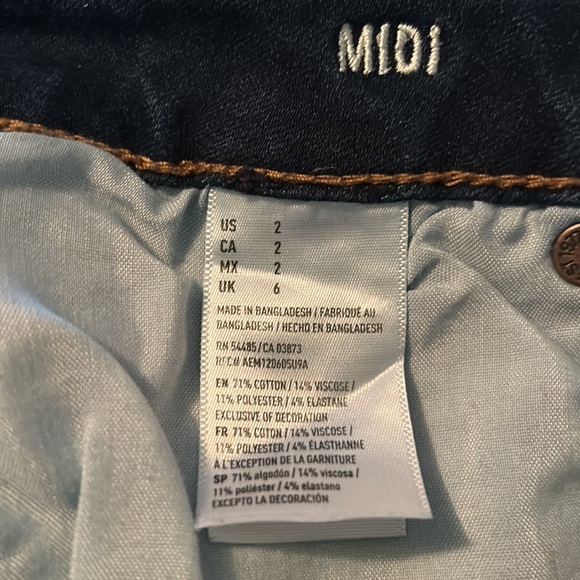 MIDI
US 2
CA 2
MX 2
UK 6
MADE IN BANGLADESH / FABRIQUÉ AU
BANGLADESH / HECHO EN BANGLADESH
RN 54485/CA 03873
RFC# AEM120605U9A
EN 71% COTTON / 14% VISCOSE /
11% POLYESTER / 4% ELASTANE
EXCLUSIVE OF DECORATION
FR 71% COTON / 14% VISCOSE /
11% POLYESTER / 4% ÉLASTHANNE
À L'EXCEPTION DE LA GARNITURE
SP 71% algodón / 14% viscosa /
11% poliéster / 4% elastano
EXCEPTO LA DECORACIÓN